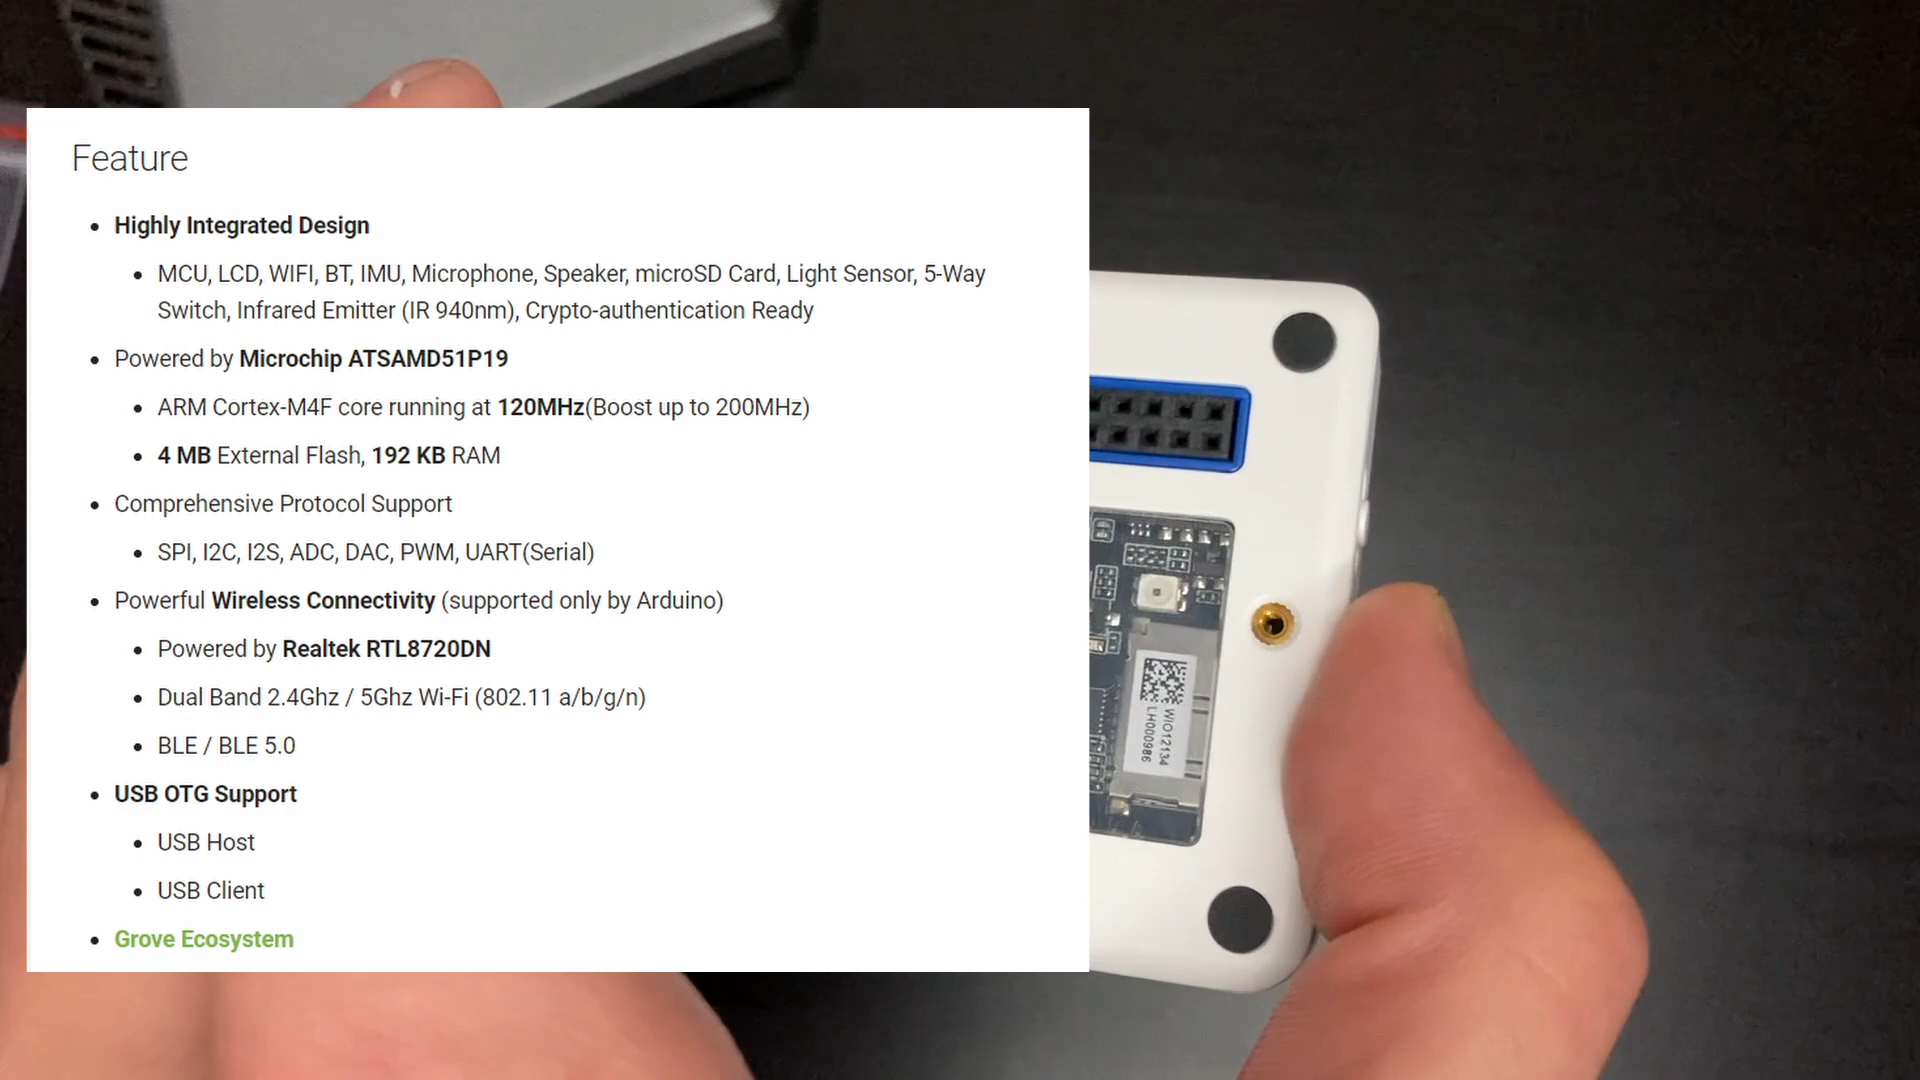 Feature
Highly Integrated Design
MCU, LCD, WIFI, BT, IMU, Microphone, Speaker, microSD Card, Light Sensor, 5-Way
Switch, Infrared Emitter (IR 940nm), Crypto-authentication Ready
Powered by Microchip ATSAMD51P19
ARM Cortex-M4F core running at 120MHz(Boost up to 200MHz)
4 MB External Flash, 192 KB RAM
Comprehensive Protocol Support
SPI, I2C, I2S, ADC, DAC, PWM, UART(Serial)
Powerful Wireless Connectivity (supported only by Arduino)
Powered by Realtek RTL8720DN
Dual Band 2.4Ghz / 5Ghz Wi-Fi (802.11 a/b/g/n)
BLE / BLE 5.0
USB OTG Support
USB Host
USB Client
Grove Ecosystem
WIO12134
LH000986